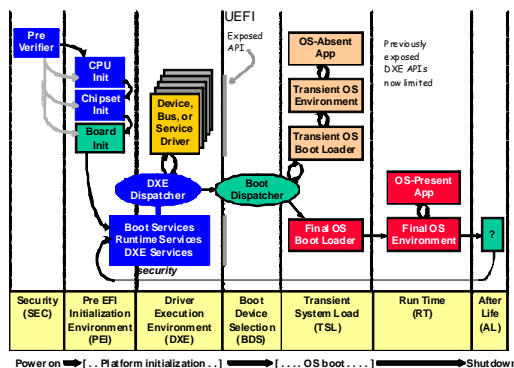 UEFI
Pre
Verifier
CPU
Init
Chipset
Init
Board
Init
Device,
Bus, or
Service
Driver
Exposed
API
OS-Absent
App
Transient OS
Environment
Transient OS
Boot Loader
Previously
exposed
DXE APIs
now limited
DXE
Dispatcher
Boot
Dispatcher
OS-Present
App
Boot Services
Runtime Services
DXE Services
security
Final OS
Boot Loader
Final OS
Environment
?
Security
(SEC)
Pre EFI
Initialization
Environment
(PEI)
Driver
Execution
Environment
(DXE)
Boot
Device
Selection
(BDS)
Transient
System Load
(TSL)
Run Time
(RT)
After
Life
(AL)
Power on [ . . Platform initialization . . ] [ . . . . OS boot . . . . ] Shutdown